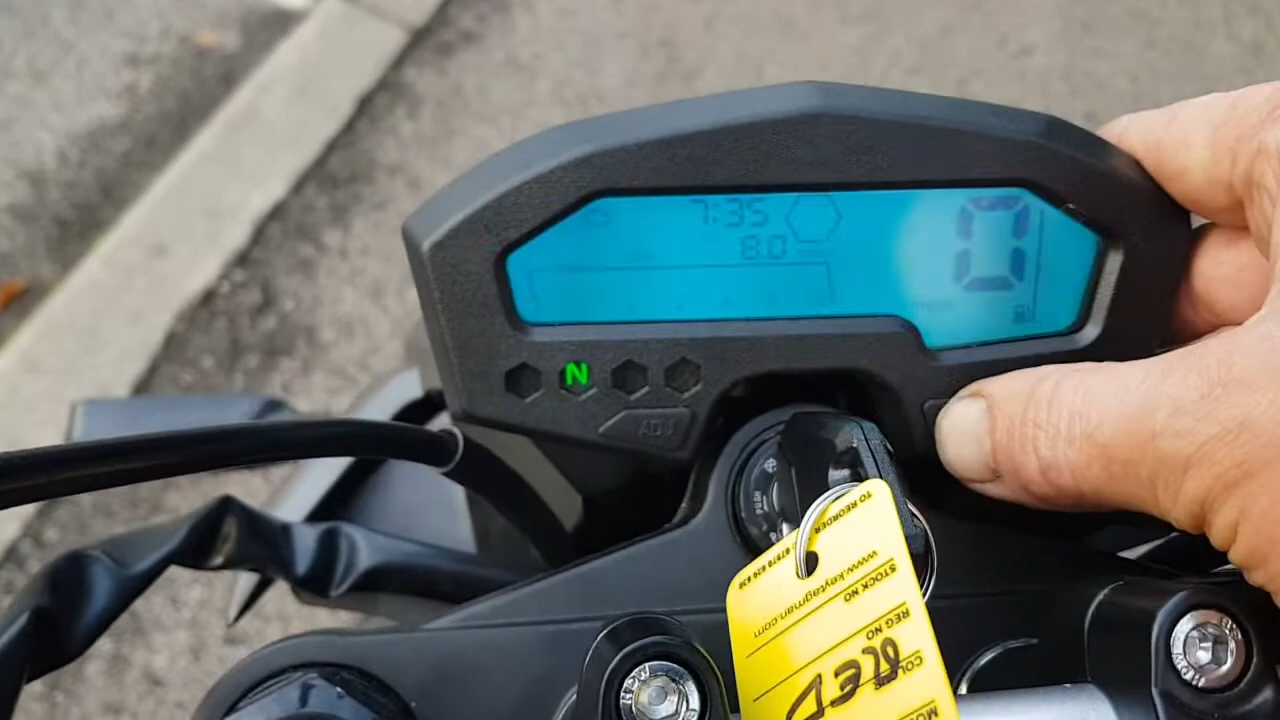 7:35
8.0
0
N
ADJ
PUSH
TO REORDER
www.keytagman.com
STOCK NO
REG NO
COLOUR
RED